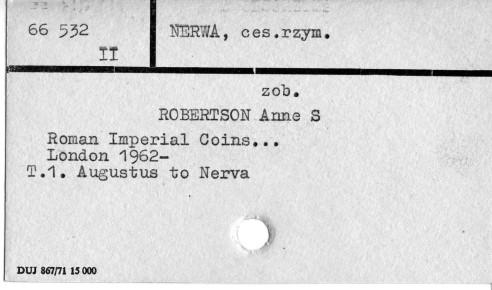 66 532
II
NERWA, ces.rzym.
zob.
ROBERTSON Anne S
Roman Imperial Coins...
London 1962-
T.1. Augustus to Nerva
DUJ 867/71 15 000